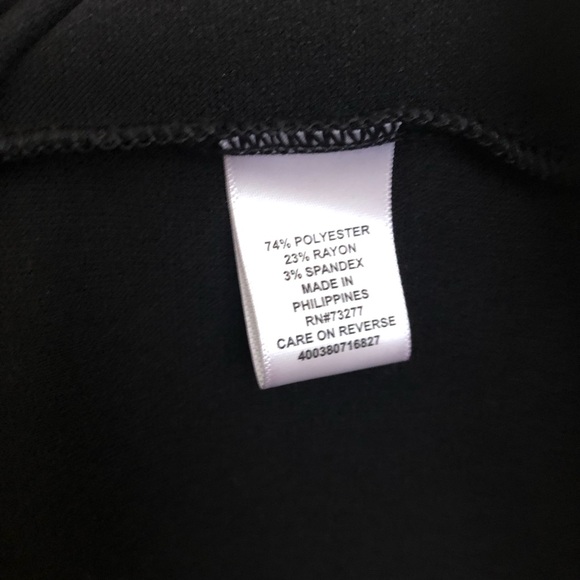 74% POLYESTER
23% RAYON
3% SPANDEX
MADE IN
PHILIPPINES
RN#73277
CARE ON REVERSE
400380716827